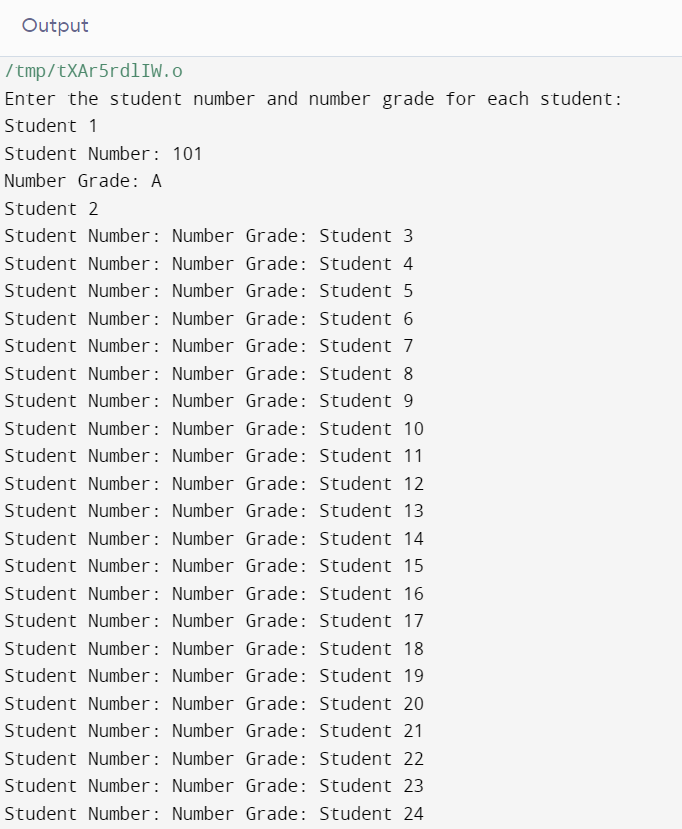 Output
/tmp/tXAr5rdlIW.o
Enter the student number and number grade for each student:
Student 1
Student Number: 101
Number Grade: A
Student 2
Student Number: Number Grade: Student 3
Student Number: Number Grade: Student 4
Student Number: Number Grade: Student 5
Student Number: Number Grade: Student 6
Student Number: Number Grade: Student 7
Student Number: Number Grade: Student 8
Student Number: Number Grade: Student 9
Student Number: Number Grade: Student 10
Student Number: Number Grade: Student 11
Student Number: Number Grade: Student 12
Student Number: Number Grade: Student 13
Student Number: Number Grade: Student 14
Student Number: Number Grade: Student 15
Student Number: Number Grade: Student 16
Student Number: Number Grade: Student 17
Student Number: Number Grade: Student 18
Student Number: Number Grade: Student 19
Student Number: Number Grade: Student 20
Student Number: Number Grade: Student 21
Student Number: Number Grade: Student 22
Student Number: Number Grade: Student 23
Student Number: Number Grade: Student 24